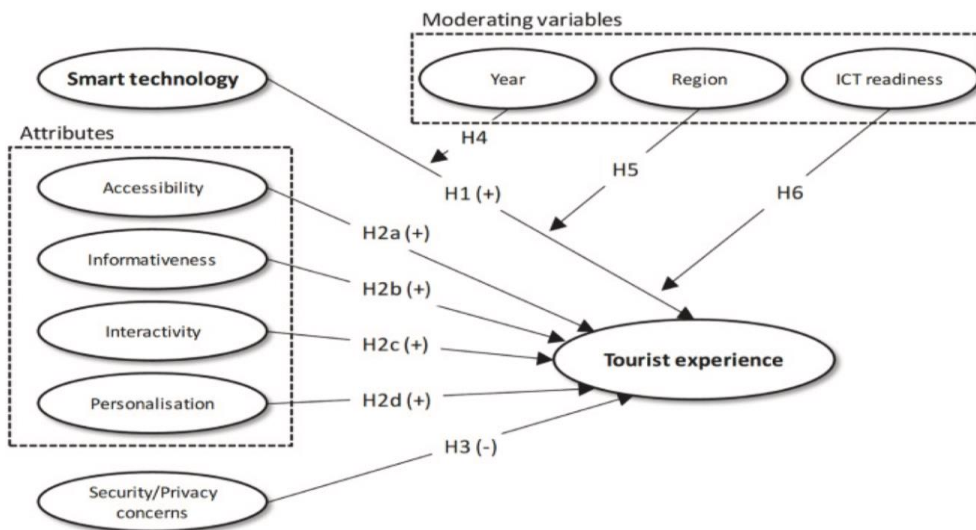 Moderating variables
Smart technology
Year
Region
ICT readiness
Attributes
H4
H5
H6
H1 (+)
Accessibility
H2a (+)
Informativeness
H2b (+)
Interactivity
H2c (+)
Tourist experience
Personalisation
H2d (+)
H3 (-)
Security/Privacy
concerns